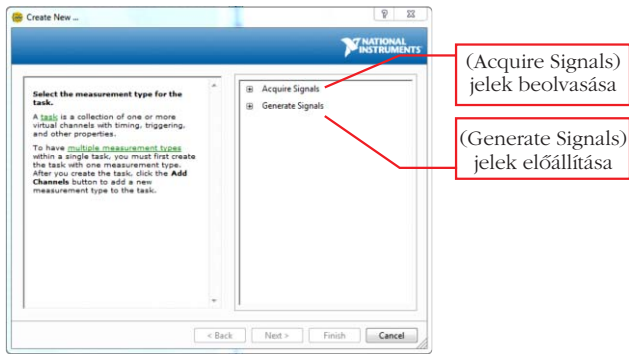 Create New ...
NATIONAL
INSTRUMENTS
Select the measurement type for the
task.
A task is a collection of one or more
virtual channels with timing, triggering,
and other properties.
To have multiple measurement types
within a single task, you must first create
the task with one measurement type.
After you create the task, click the Add
Channels button to add a new
measurement type to the task.
Acquire Signals
Generate Signals
(Acquire Signals)
jelek beolvasása
(Generate Signals)
jelek előállítása
< Back
Next >
Finish
Cancel